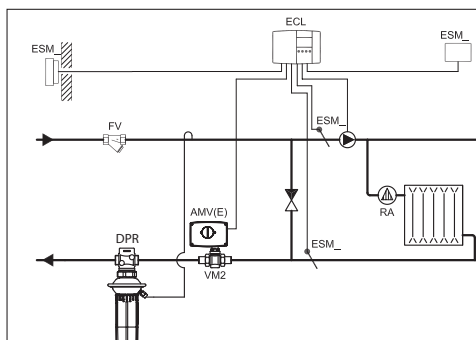 ECL
ESM_
ESM_
FV
ESM_
AMV(E)
RA
DPR
ESM_
VM2